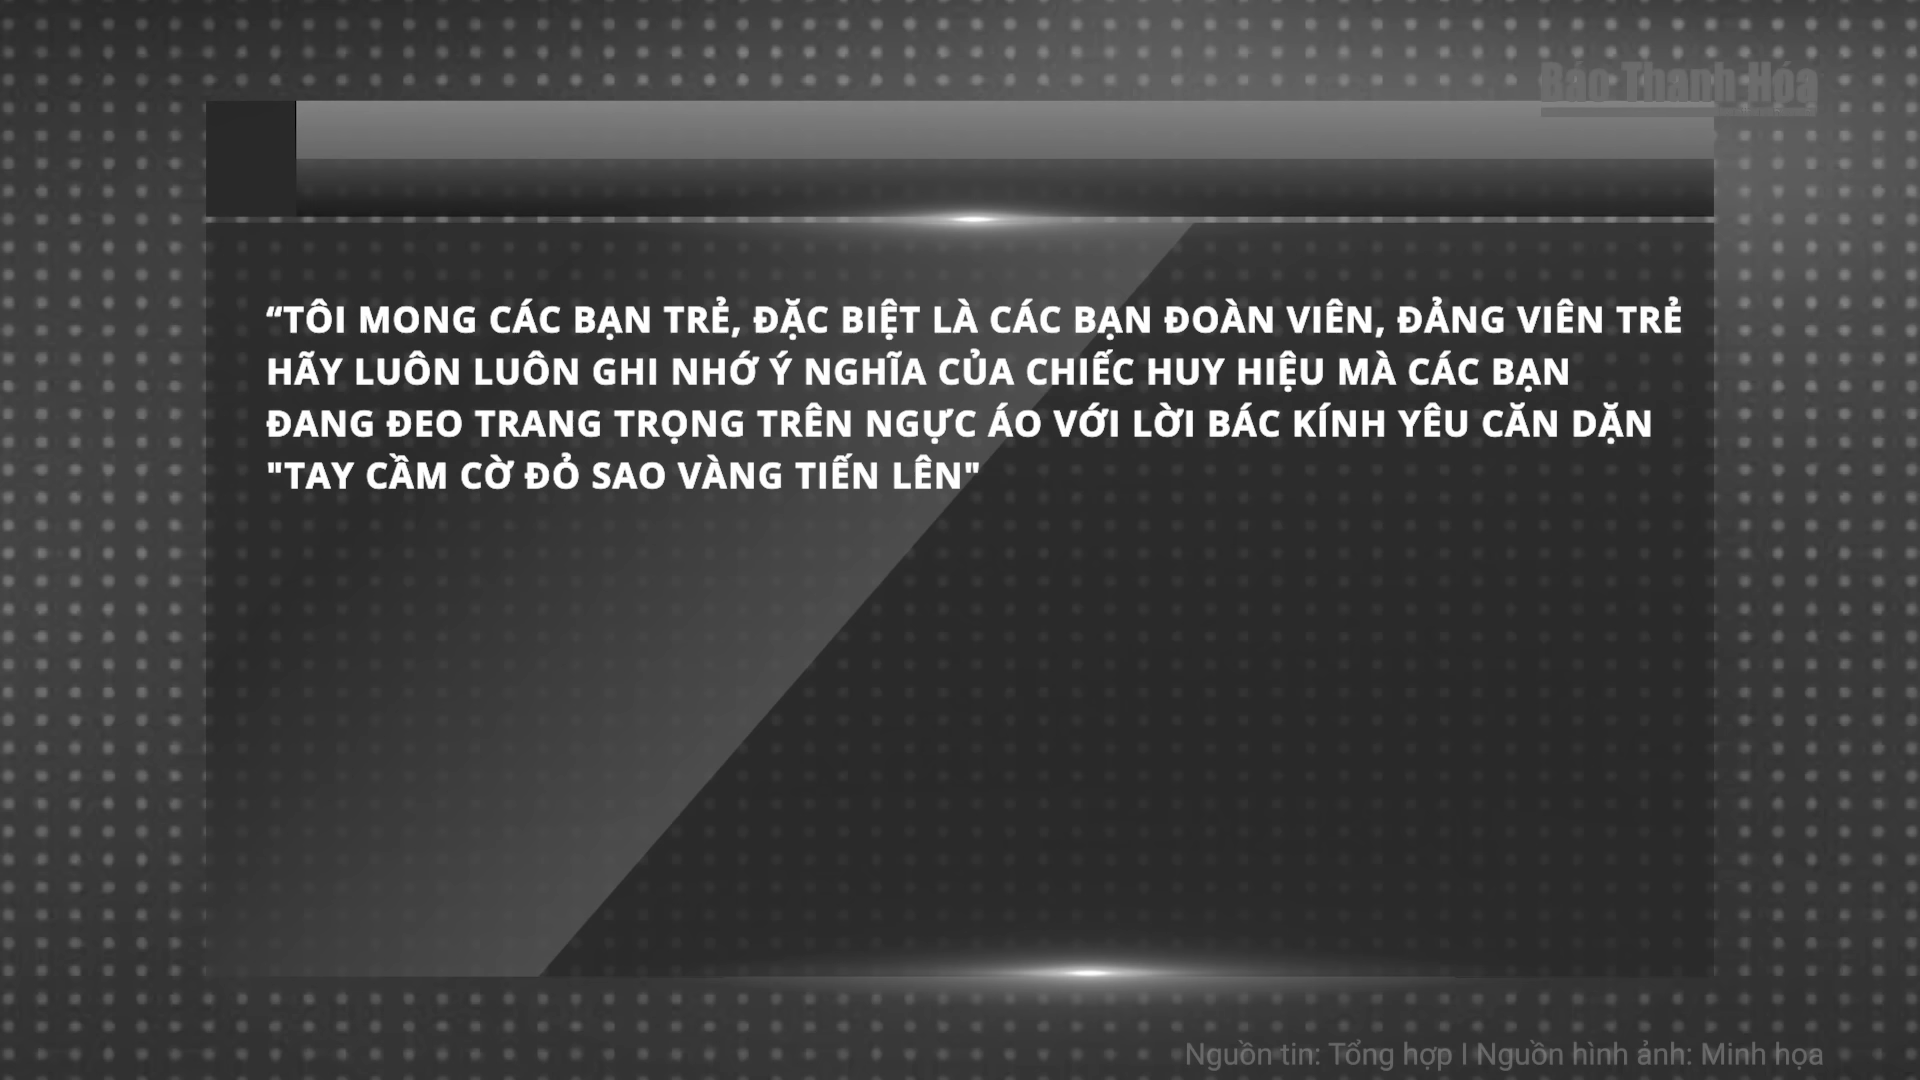 Báo Thanh Hóa
“TÔI MONG CÁC BẠN TRẺ, ĐẶC BIỆT LÀ CÁC BẠN ĐOÀN VIÊN, ĐẢNG VIÊN TRẺ
HÃY LUÔN LUÔN GHI NHỚ Ý NGHĨA CỦA CHIẾC HUY HIỆU MÀ CÁC BẠN
ĐANG ĐEO TRANG TRỌNG TRÊN NGỰC ÁO VỚI LỜI BÁC KÍNH YÊU CĂN DẶN
"TAY CẦM CỜ ĐỎ SAO VÀNG TIẾN LÊN"
Nguồn tin: Tổng hợp I Nguồn hình ảnh: Minh họa